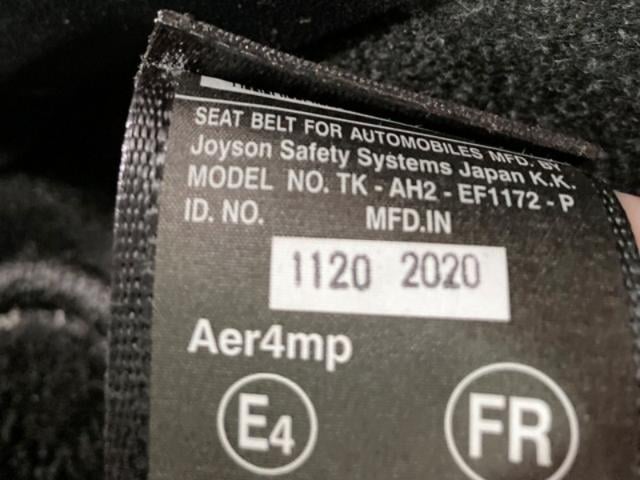 SEAT BELT FOR AUTOMOBILES MFD. BY
Joyson Safety Systems Japan K.K.
MODEL NO. TK - AH2 - EF1172 - P
ID. NO. MFD.IN
1120 2020
Aer4mp
E4 FR